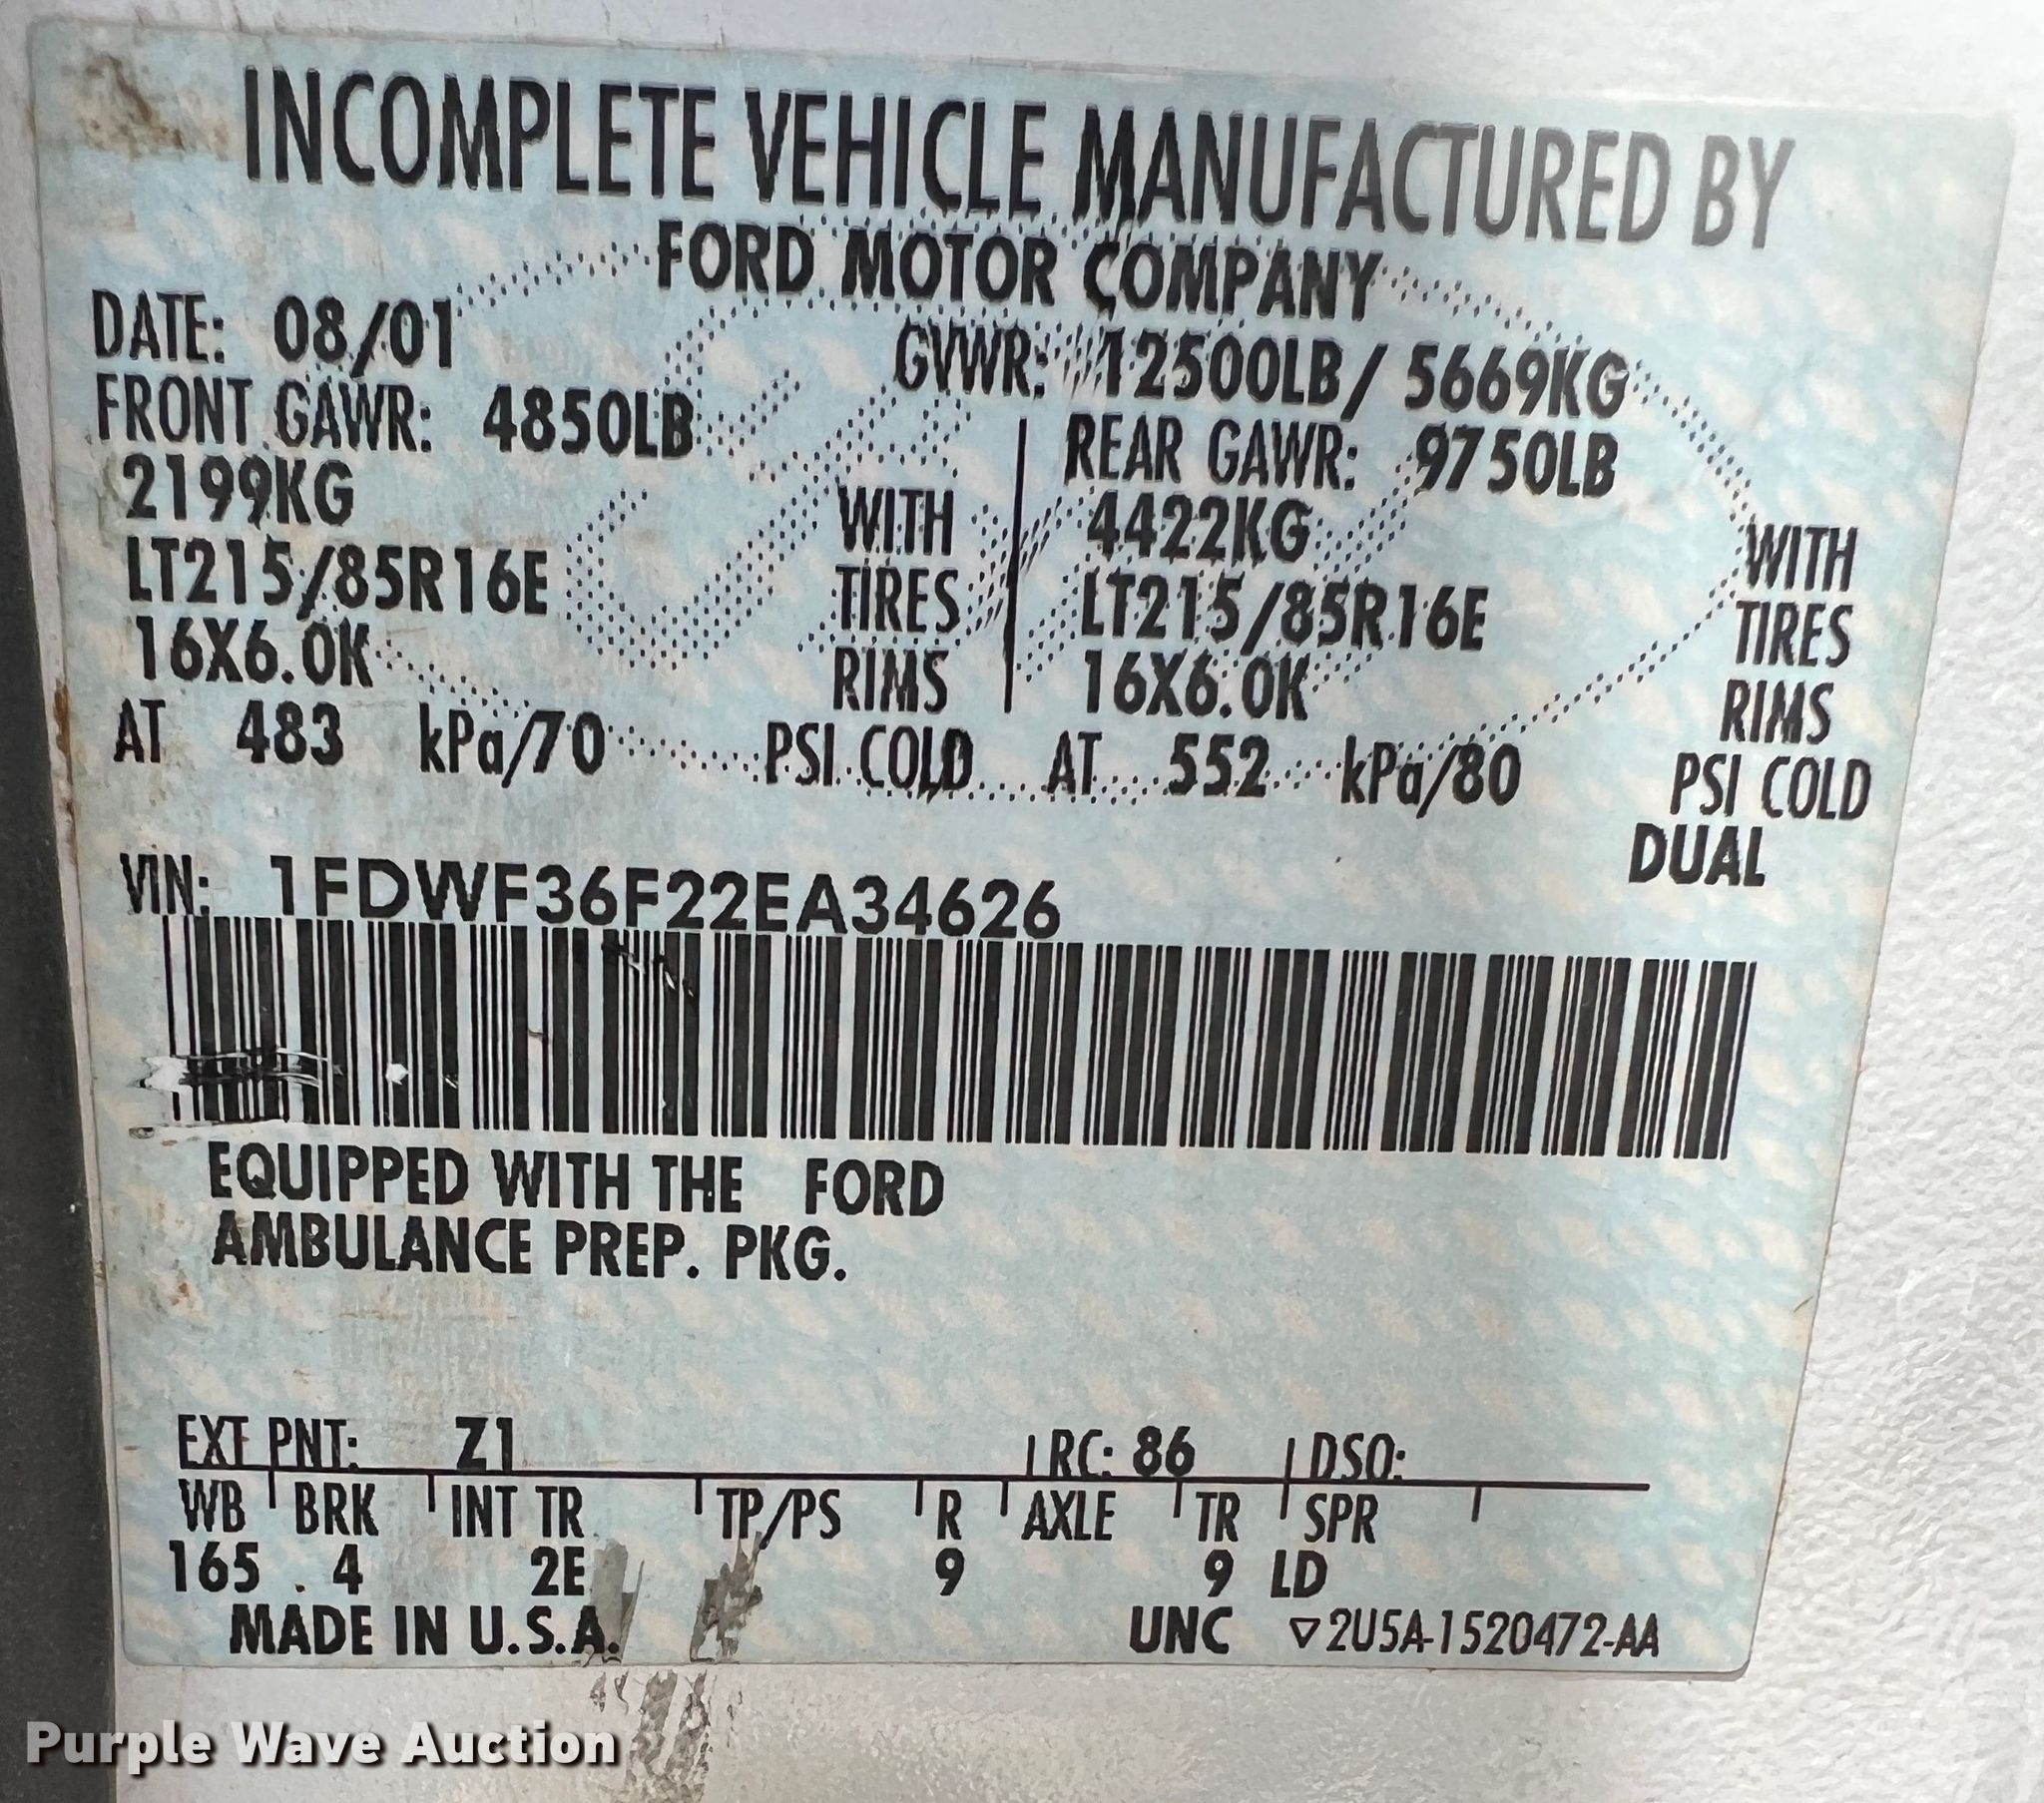 INCOMPLETE VEHICLE MANUFACTURED BY
FORD MOTOR COMPANY
DATE: 08/01
GVWR: 12500LB/ 5669KG
FRONT GAWR: 4850LB
2199KG
WITH
LT215/85R16E
TIRES
16X6.0K
RIMS
AT 483 kPa/70 PSI COLD
REAR GAWR: 9750LB
4422KG
WITH
LT215/85R16E
TIRES
16X6.0K
RIMS
AT 552 kPa/80 PSI COLD
DUAL
VIN: 1FDWF36F22EA34626
EQUIPPED WITH THE FORD
AMBULANCE PREP. PKG.
EXT PNT: Z1 RC: 86 DSO:
WB BRK INT TR TP/PS R AXLE TR SPR
165 . 4 2E 9 9 LD
MADE IN U.S.A. UNC ▽2U5A-1520472-AA
Purple Wave Auction